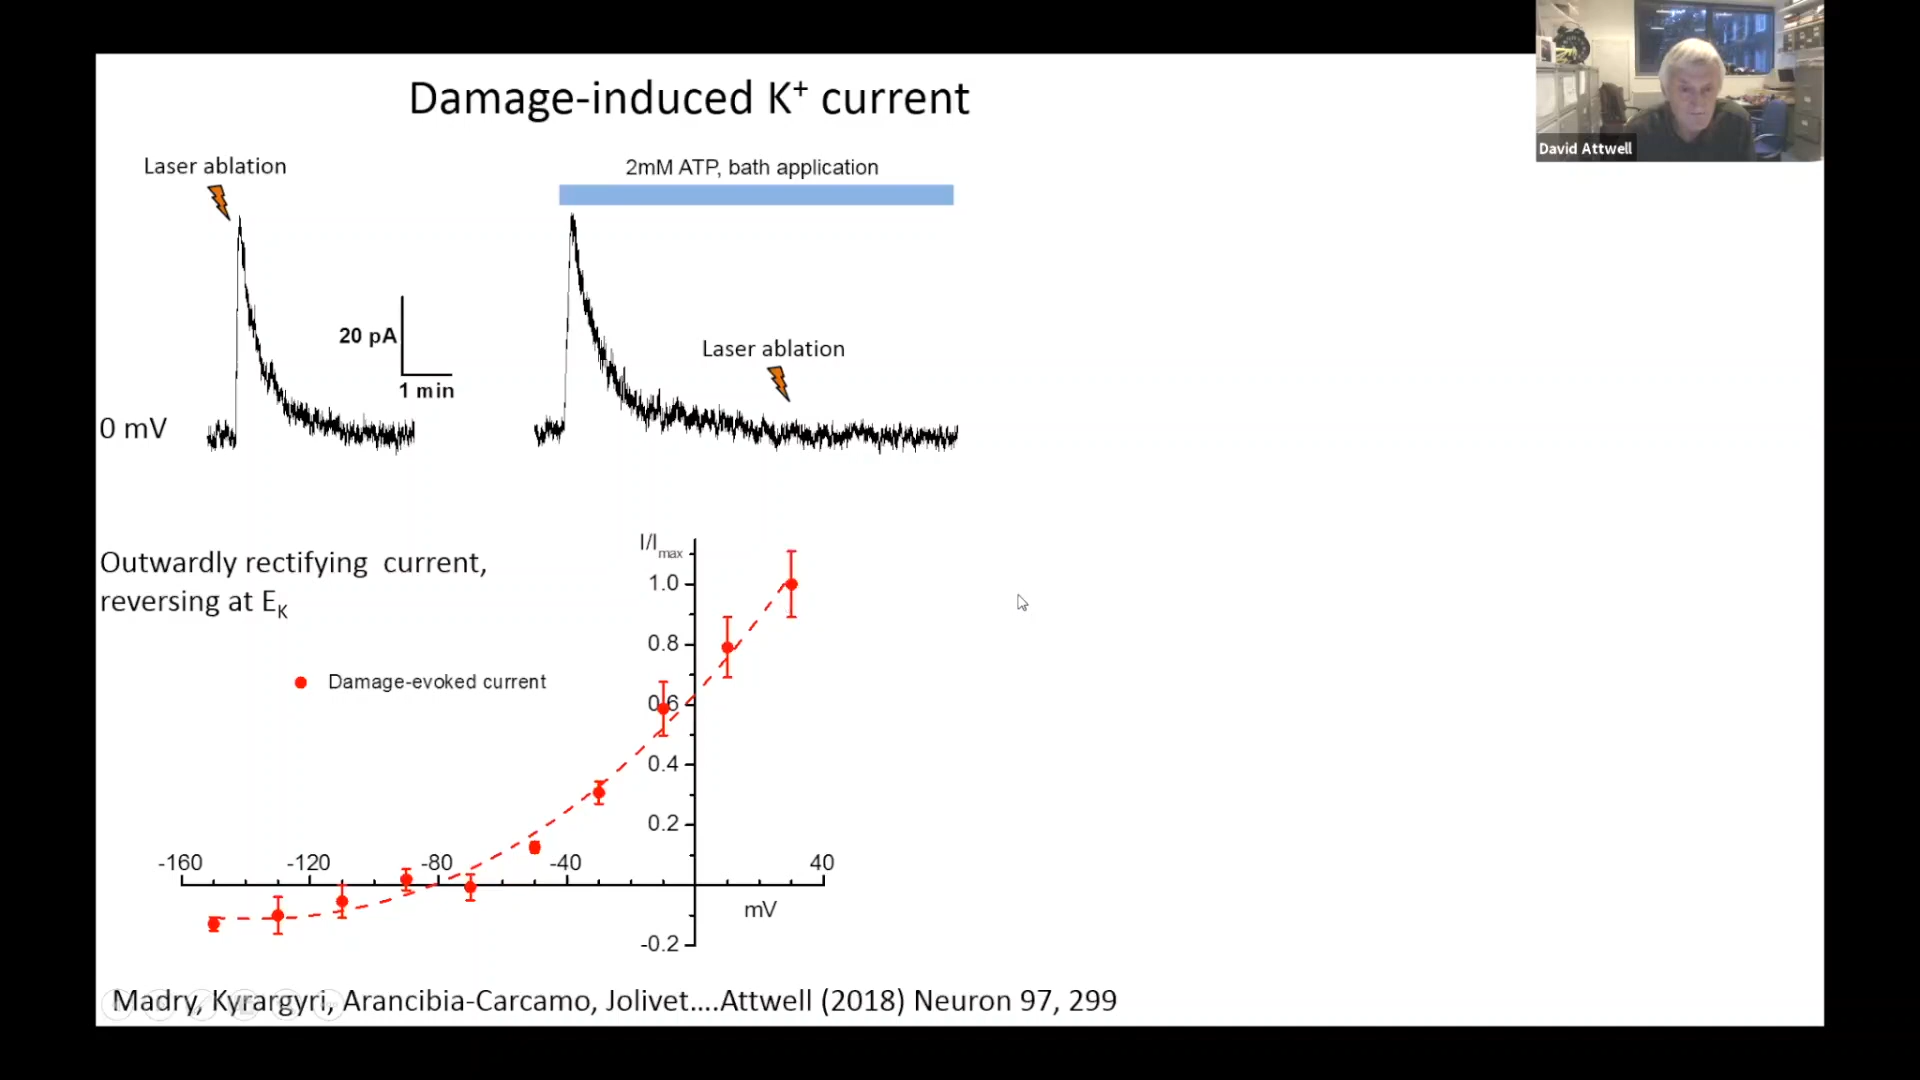 Damage-induced K⁺ current
David Attwell
Laser ablation
2mM ATP, bath application
20 pA
1 min
Laser ablation
0 mV
Outwardly rectifying  current,
reversing at E_K
Damage-evoked current
I/I_max
1.0
0.8
0.6
0.4
0.2
-160 -120 -80 -40 40
mV
-0.2
Madry, Kyrargyri, Arancibia-Carcamo, Jolivet....Attwell (2018) Neuron 97, 299